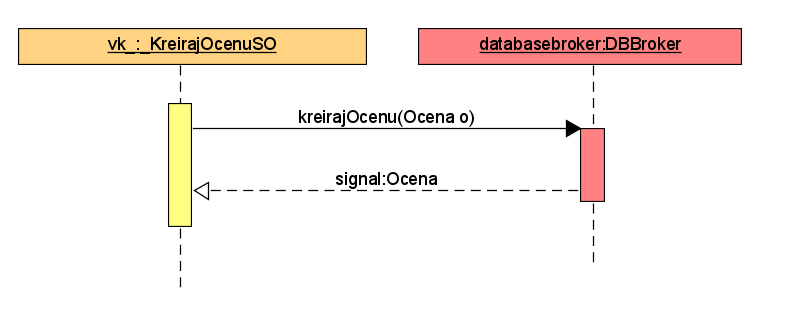 vk_:_KreirajOcenuSO
databasebroker:DBBroker
kreirajOcenu(Ocena o)
signal:Ocena